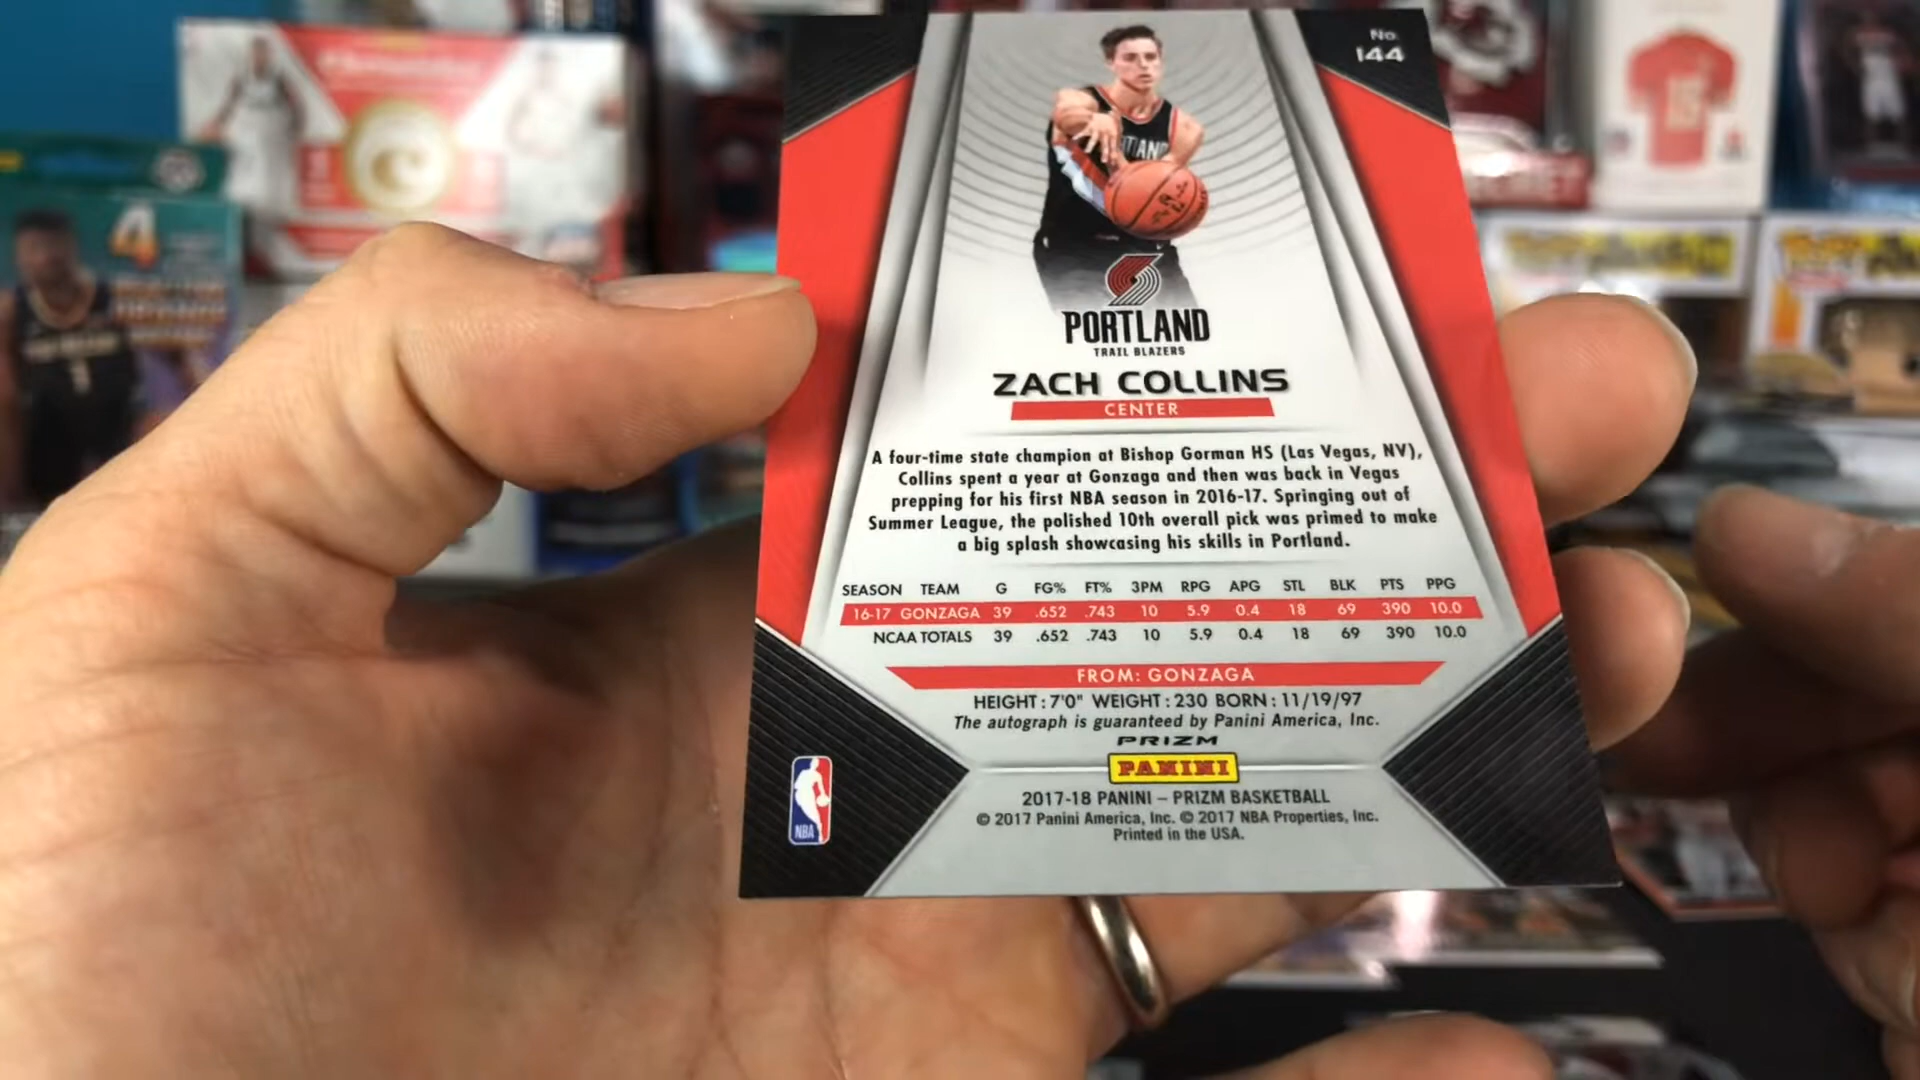 No.
144
PORTLAND
TRAIL BLAZERS
ZACH COLLINS
CENTER
A four-time state champion at Bishop Gorman HS (Las Vegas, NV),
Collins spent a year at Gonzaga and then was back in Vegas
prepping for his first NBA season in 2016-17. Springing out of
Summer League, the polished 10th overall pick was primed to make
a big splash showcasing his skills in Portland.
SEASON TEAM G FG% FT% 3PM RPG APG STL BLK PTS PPG
16-17 GONZAGA 39 .652 .743 10 5.9 0.4 18 69 390 10.0
NCAA TOTALS 39 .652 .743 10 5.9 0.4 18 69 390 10.0
FROM: GONZAGA
HEIGHT: 7'0" WEIGHT: 230 BORN: 11/19/97
The autograph is guaranteed by Panini America, Inc.
PRIZM
PANINI
NBA
2017-18 PANINI – PRIZM BASKETBALL
© 2017 Panini America, Inc. © 2017 NBA Properties, Inc.
Printed in the USA.
4
15